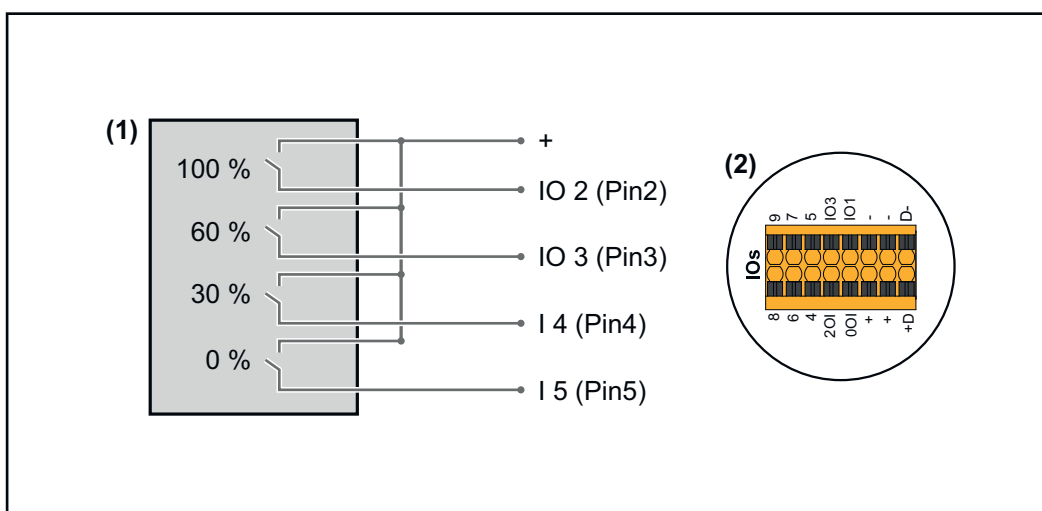 (1)
100 %
60 %
30 %
0 %
+
IO 2 (Pin2)
IO 3 (Pin3)
I 4 (Pin4)
I 5 (Pin5)
(2)
IOs
9 7 5 IO3 IO1 - - D-
8 6 4 2OI 0OI + + +D